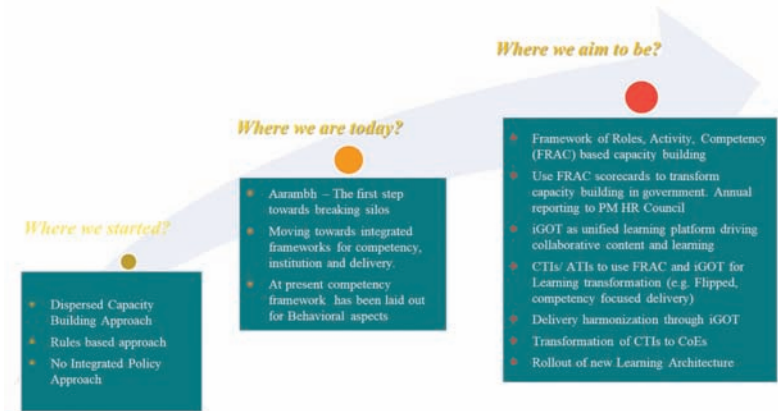 Where we started?
Dispersed Capacity
Building Approach
Rules based approach
No Integrated Policy
Approach
Where we are today?
Aarambh – The first step
towards breaking silos
Moving towards integrated
frameworks for competency,
institution and delivery.
At present competency
framework has been laid out
for Behavioral aspects
Where we aim to be?
Framework of Roles, Activity, Competency
(FRAC) based capacity building
Use FRAC scorecards to transform
capacity building in government. Annual
reporting to PM HR Council
iGOT as unified learning platform driving
collaborative content and learning
CTIs/ ATIs to use FRAC and iGOT for
Learning transformation (e.g. Flipped,
competency focused delivery)
Delivery harmonization through iGOT
Transformation of CTIs to CoEs
Rollout of new Learning Architecture